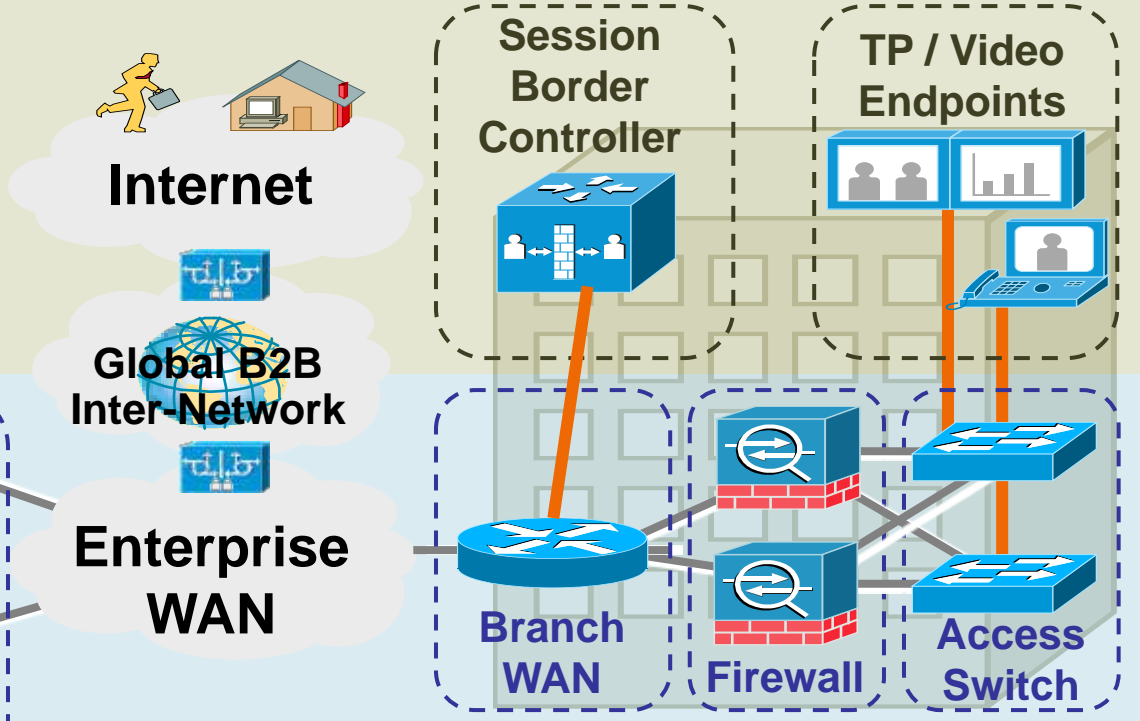 Session
Border
Controller
TP / Video
Endpoints
Internet
Global B2B
Inter-Network
Enterprise
WAN
Branch
WAN
Firewall
Access
Switch